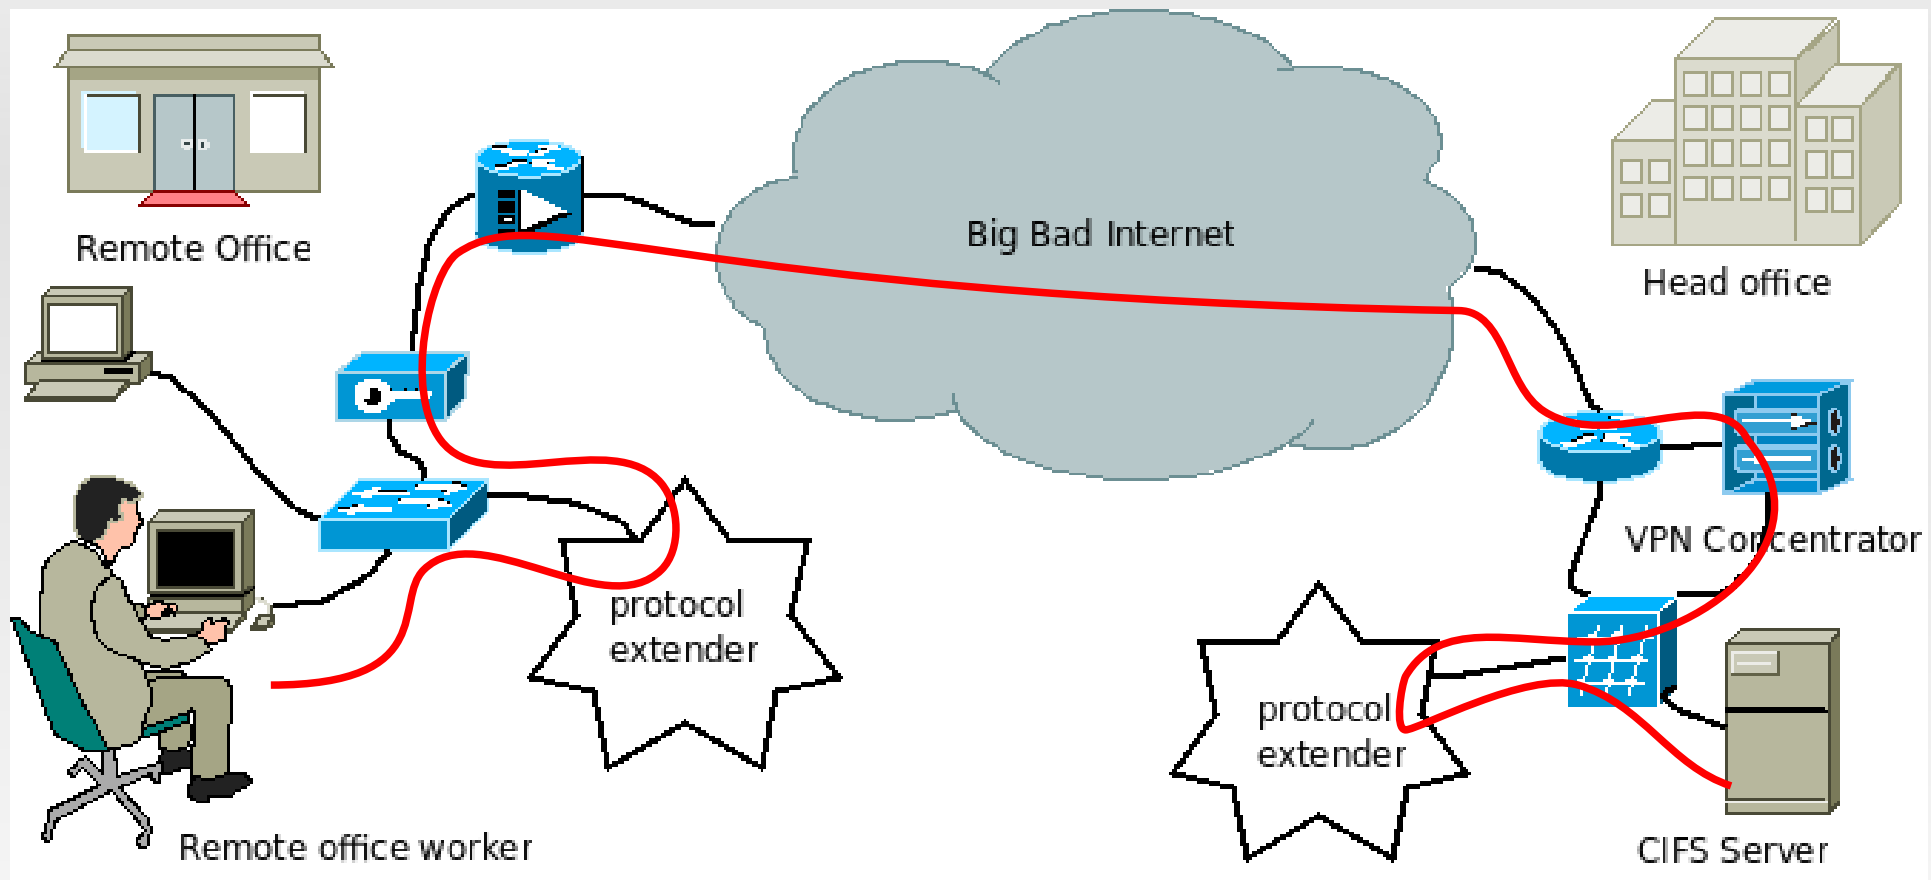 Remote Office
Big Bad Internet
Head office
VPN Concentrator
protocol
extender
protocol
extender
Remote office worker
CIFS Server